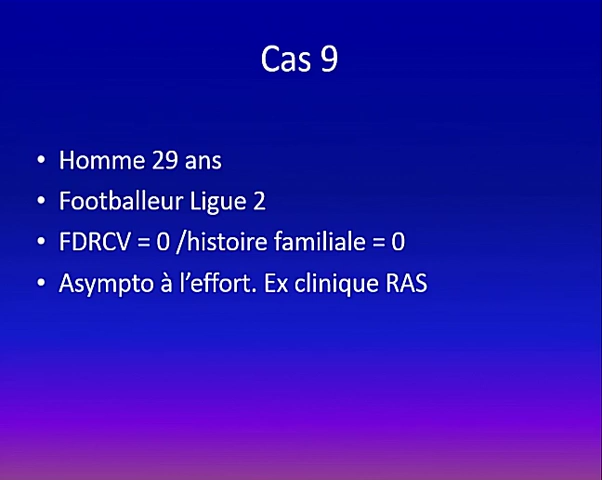 Cas 9
• Homme 29 ans
• Footballeur Ligue 2
• FDRCV = 0 /histoire familiale = 0
• Asympto à l'effort. Ex clinique RAS